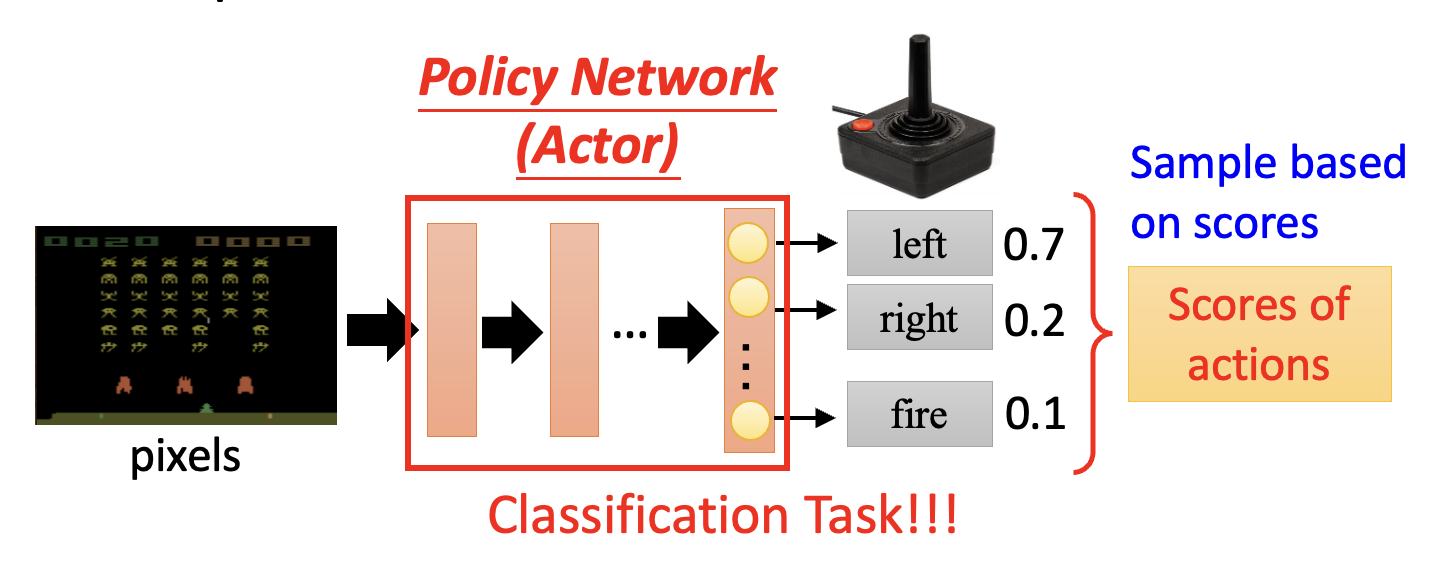 Policy Network
(Actor)
Sample based
on scores
0020 0000
left 0.7
right 0.2
...
fire 0.1
Scores of
actions
pixels
Classification Task!!!